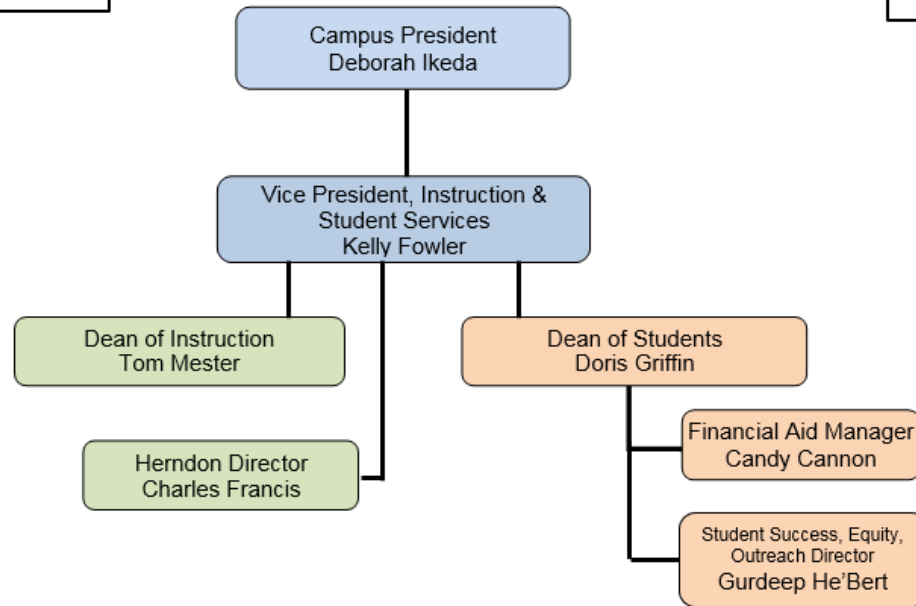 Campus President
Deborah Ikeda
Vice President, Instruction &
Student Services
Kelly Fowler
Dean of Instruction
Tom Mester
Dean of Students
Doris Griffin
Herndon Director
Charles Francis
Financial Aid Manager
Candy Cannon
Student Success, Equity,
Outreach Director
Gurdeep He'Bert